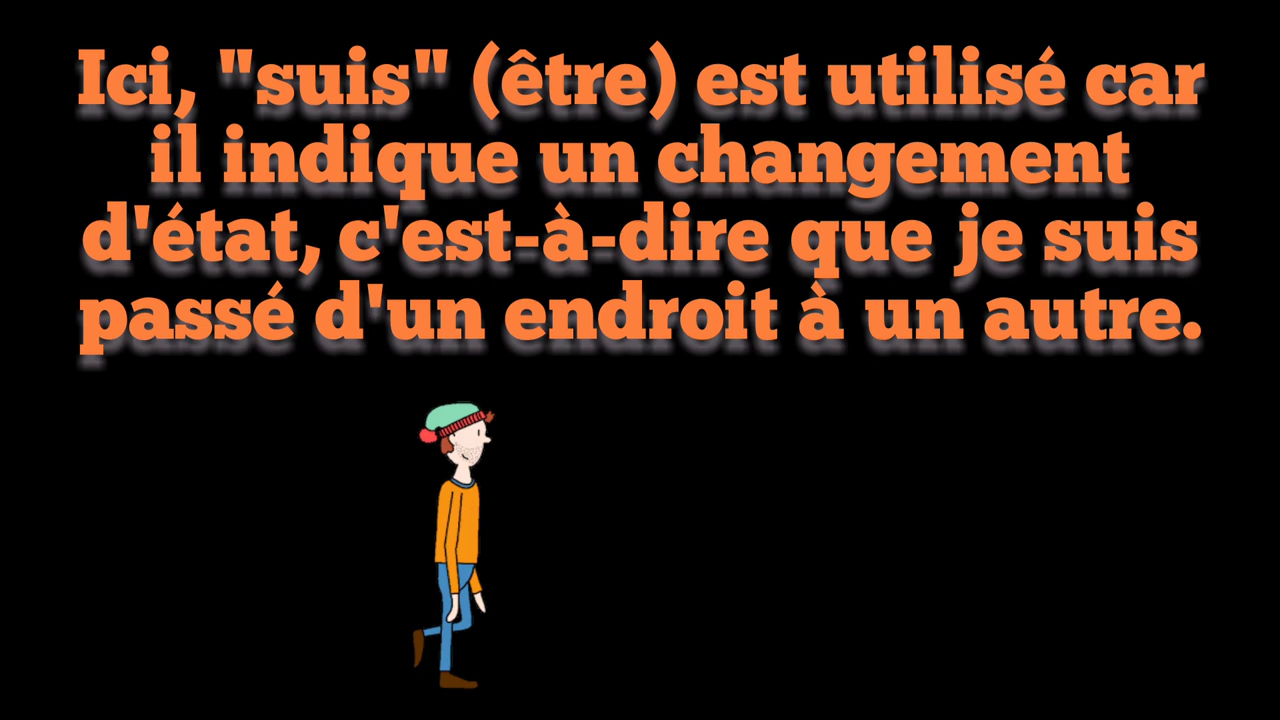 Ici, "suis" (être) est utilisé car
il indique un changement
d'état, c'est-à-dire que je suis
passé d'un endroit à un autre.